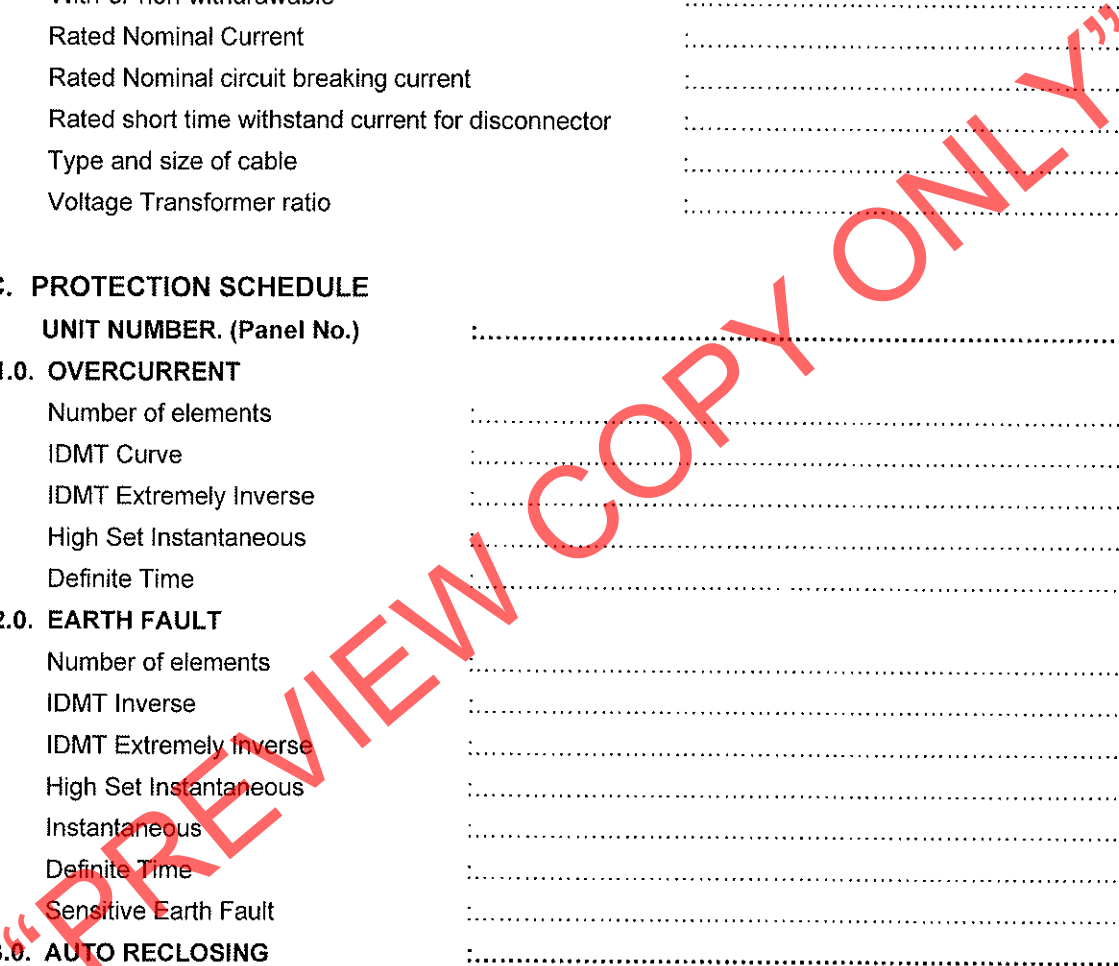 With or non withdrawable :
Rated Nominal Current :
Rated Nominal circuit breaking current :
Rated short time withstand current for disconnector :
Type and size of cable :
Voltage Transformer ratio :
C. PROTECTION SCHEDULE
UNIT NUMBER. (Panel No.) :
1.0. OVERCURRENT
Number of elements :
IDMT Curve :
IDMT Extremely Inverse :
High Set Instantaneous :
Definite Time :
2.0. EARTH FAULT
Number of elements :
IDMT Inverse :
IDMT Extremely Inverse :
High Set Instantaneous :
Instantaneous :
Definite Time :
Sensitive Earth Fault :
3.0. AUTO RECLOSING :
“PREVIEW COPY ONLY”